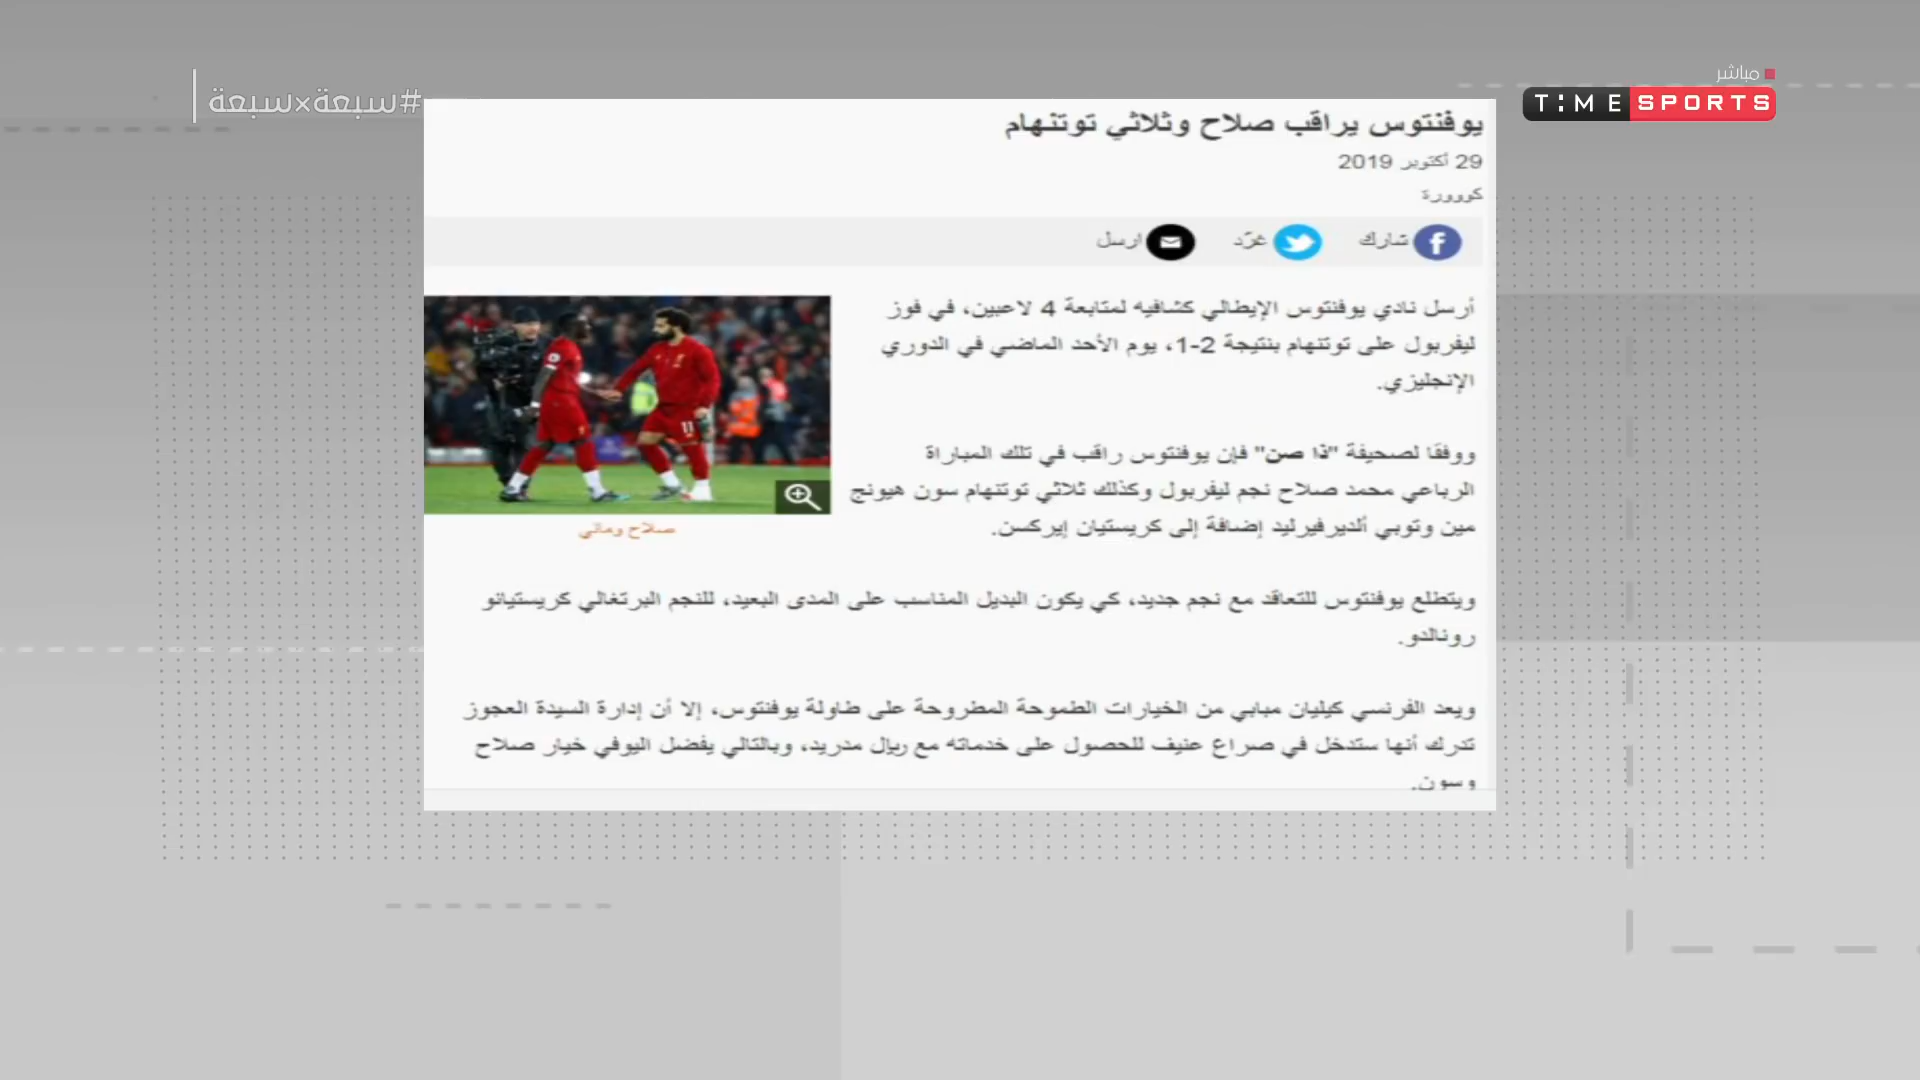 #سبعة×سبعة
مباشر
TIME SPORTS
يوفنتوس يراقب صلاح وثلاثي توتنهام
29 أكتوبر 2019
كووورة
شارك
غرّد
ارسل
أرسل نادي يوفنتوس الإيطالي كشافيه لمتابعة 4 لاعبين، في فوز
ليفربول على توتنهام بنتيجة 2-1، يوم الأحد الماضي في الدوري
الإنجليزي.
ووفقا لصحيفة "ذا صن" فإن يوفنتوس راقب في تلك المباراة
الرباعي محمد صلاح نجم ليفربول وكذلك ثلاثي توتنهام سون هيونج
مين وتوبي ألديرفيرليد إضافة إلى كريستيان إيركسن.
11
صلاح وماني
ويتطلع يوفنتوس للتعاقد مع نجم جديد، كي يكون البديل المناسب على المدى البعيد، للنجم البرتغالي كريستيانو
رونالدو.
ويعد الفرنسي كيليان مبابي من الخيارات الطموحة المطروحة على طاولة يوفنتوس، إلا أن إدارة السيدة العجوز
تدرك أنها ستدخل في صراع عنيف للحصول على خدماته مع ريال مدريد، وبالتالي يفضل اليوفي خيار صلاح
وسون.